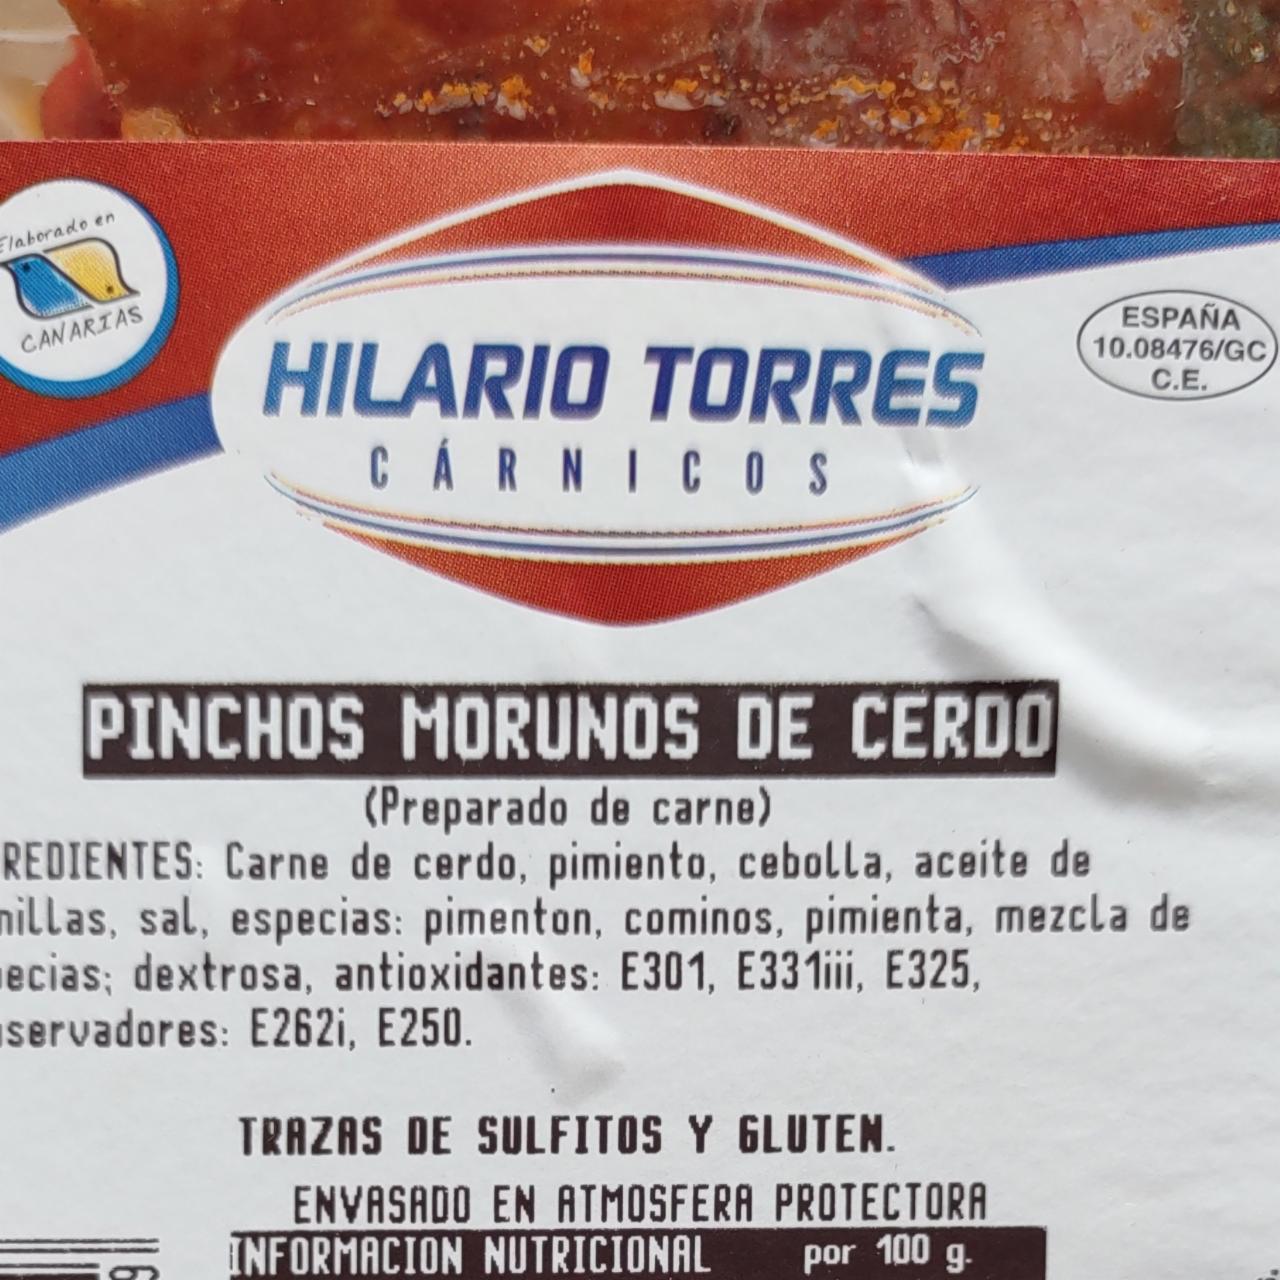 Elaborado en
CANARIAS
HILARIO TORRES
CÁRNICOS
ESPAÑA
10.08476/GC
C.E.
PINCHOS MORUNOS DE CERDO
(Preparado de carne)
REDIENTES: Carne de cerdo, pimiento, cebolla, aceite de
millas, sal, especias: pimenton, cominos, pimienta, mezcla de
ecias; dextrosa, antioxidantes: E301, E331iii, E325,
servadores: E262i, E250.
TRAZAS DE SULFITOS Y GLUTEN.
ENVASADO EN ATMOSFERA PROTECTORA
INFORMACION NUTRICIONAL por 100 g.